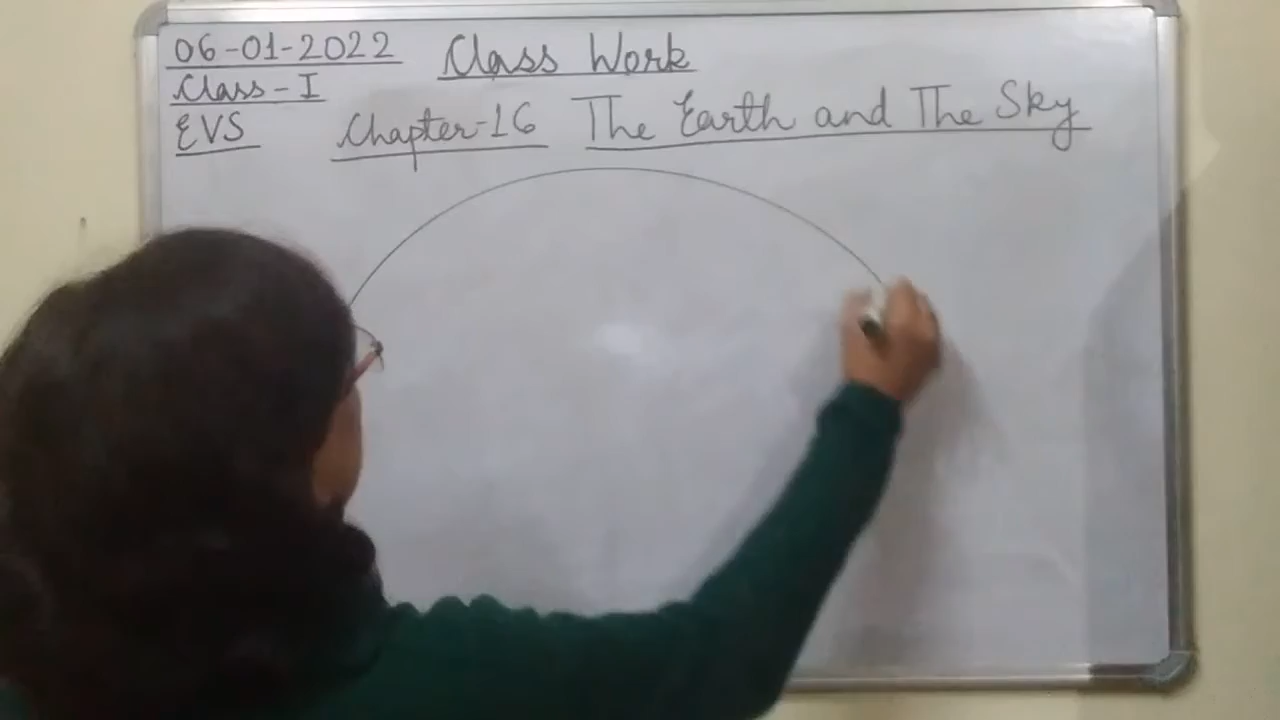 06-01-2022 Class Work
Class - I
EVS Chapter-16 The Earth and The Sky